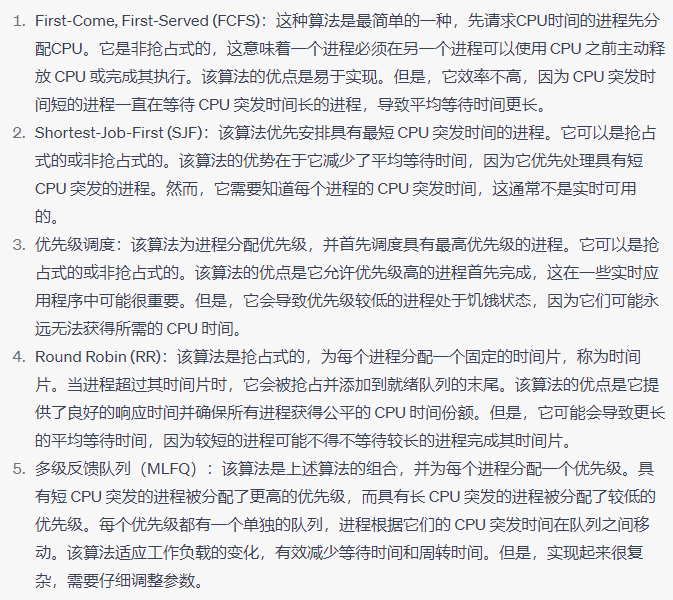 1. First-Come, First-Served (FCFS)：这种算法是最简单的一种，先请求CPU时间的进程先分
配CPU。它是非抢占式的，这意味着一个进程必须在另一个进程可以使用 CPU 之前主动释
放 CPU 或完成其执行。该算法的优点是易于实现。但是，它效率不高，因为 CPU 突发时
间短的进程一直在等待 CPU 突发时间长的进程，导致平均等待时间更长。
2. Shortest-Job-First (SJF)：该算法优先安排具有最短 CPU 突发时间的进程。它可以是抢占
式的或非抢占式的。该算法的优势在于它减少了平均等待时间，因为它优先处理具有短
CPU 突发的进程。然而，它需要知道每个进程的 CPU 突发时间，这通常不是实时可用
的。
3. 优先级调度：该算法为进程分配优先级，并首先调度具有最高优先级的进程。它可以是抢
占式的或非抢占式的。该算法的优点是它允许优先级高的进程首先完成，这在一些实时应
用程序中可能很重要。但是，它会导致优先级较低的进程处于饥饿状态，因为它们可能永
远无法获得所需的 CPU 时间。
4. Round Robin (RR)：该算法是抢占式的，为每个进程分配一个固定的时间片，称为时间
片。当进程超过其时间片时，它会被抢占并添加到就绪队列的末尾。该算法的优点是它提
供了良好的响应时间并确保所有进程获得公平的 CPU 时间份额。但是，它可能会导致更长
的平均等待时间，因为较短的进程可能不得不等待较长的进程完成其时间片。
5. 多级反馈队列（MLFQ）：该算法是上述算法的组合，并为每个进程分配一个优先级。具
有短 CPU 突发的进程被分配了更高的优先级，而具有长 CPU 突发的进程被分配了较低的
优先级。每个优先级都有一个单独的队列，进程根据它们的 CPU 突发时间在队列之间移
动。该算法适应工作负载的变化，有效减少等待时间和周转时间。但是，实现起来很复
杂，需要仔细调整参数。